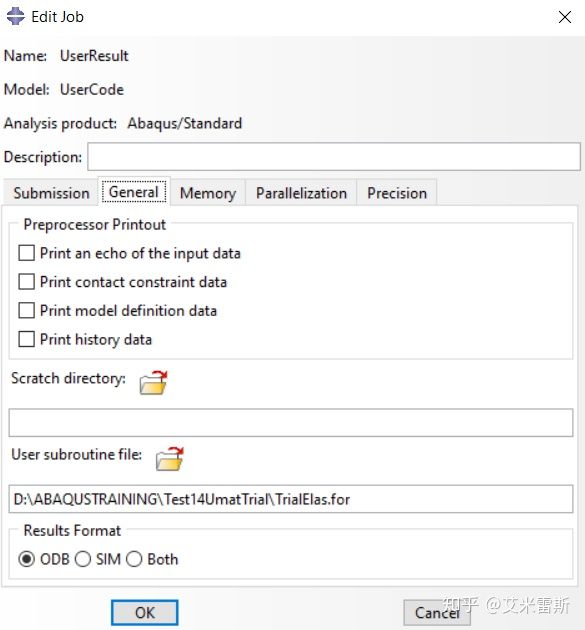 Edit Job
Name: UserResult
Model: UserCode
Analysis product: Abaqus/Standard
Description:
Submission General Memory Parallelization Precision
Preprocessor Printout
Print an echo of the input data
Print contact constraint data
Print model definition data
Print history data
Scratch directory:
User subroutine file:
D:\ABAQUSTRAINING\Test14UmatTrial\TrialElas.for
Results Format
ODB SIM Both
OK Cancel
知乎 @艾米雷斯